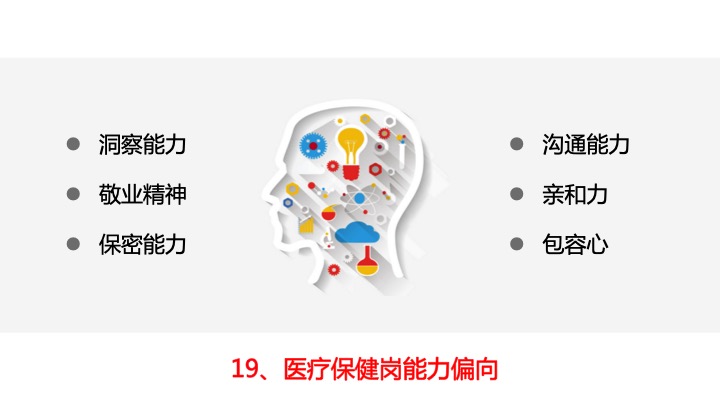 洞察能力
敬业精神
保密能力
沟通能力
亲和力
包容心
19、医疗保健岗能力偏向